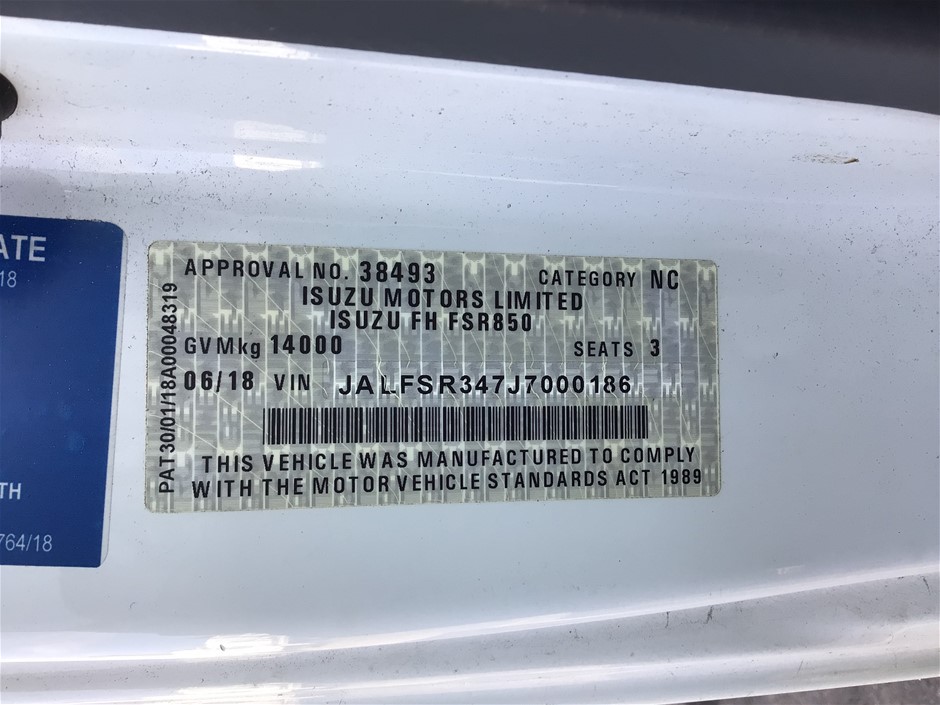 ATE
18
TH
764/18
PAT30/01/18A00048319
APPROVAL NO. 38493 CATEGORY NC
ISUZU MOTORS LIMITED
ISUZU FH FSR850
GVMkg 14000 SEATS 3
06/18 VIN JALFSR347J7000186
THIS VEHICLE WAS MANUFACTURED TO COMPLY
WITH THE MOTOR VEHICLE STANDARDS ACT 1989